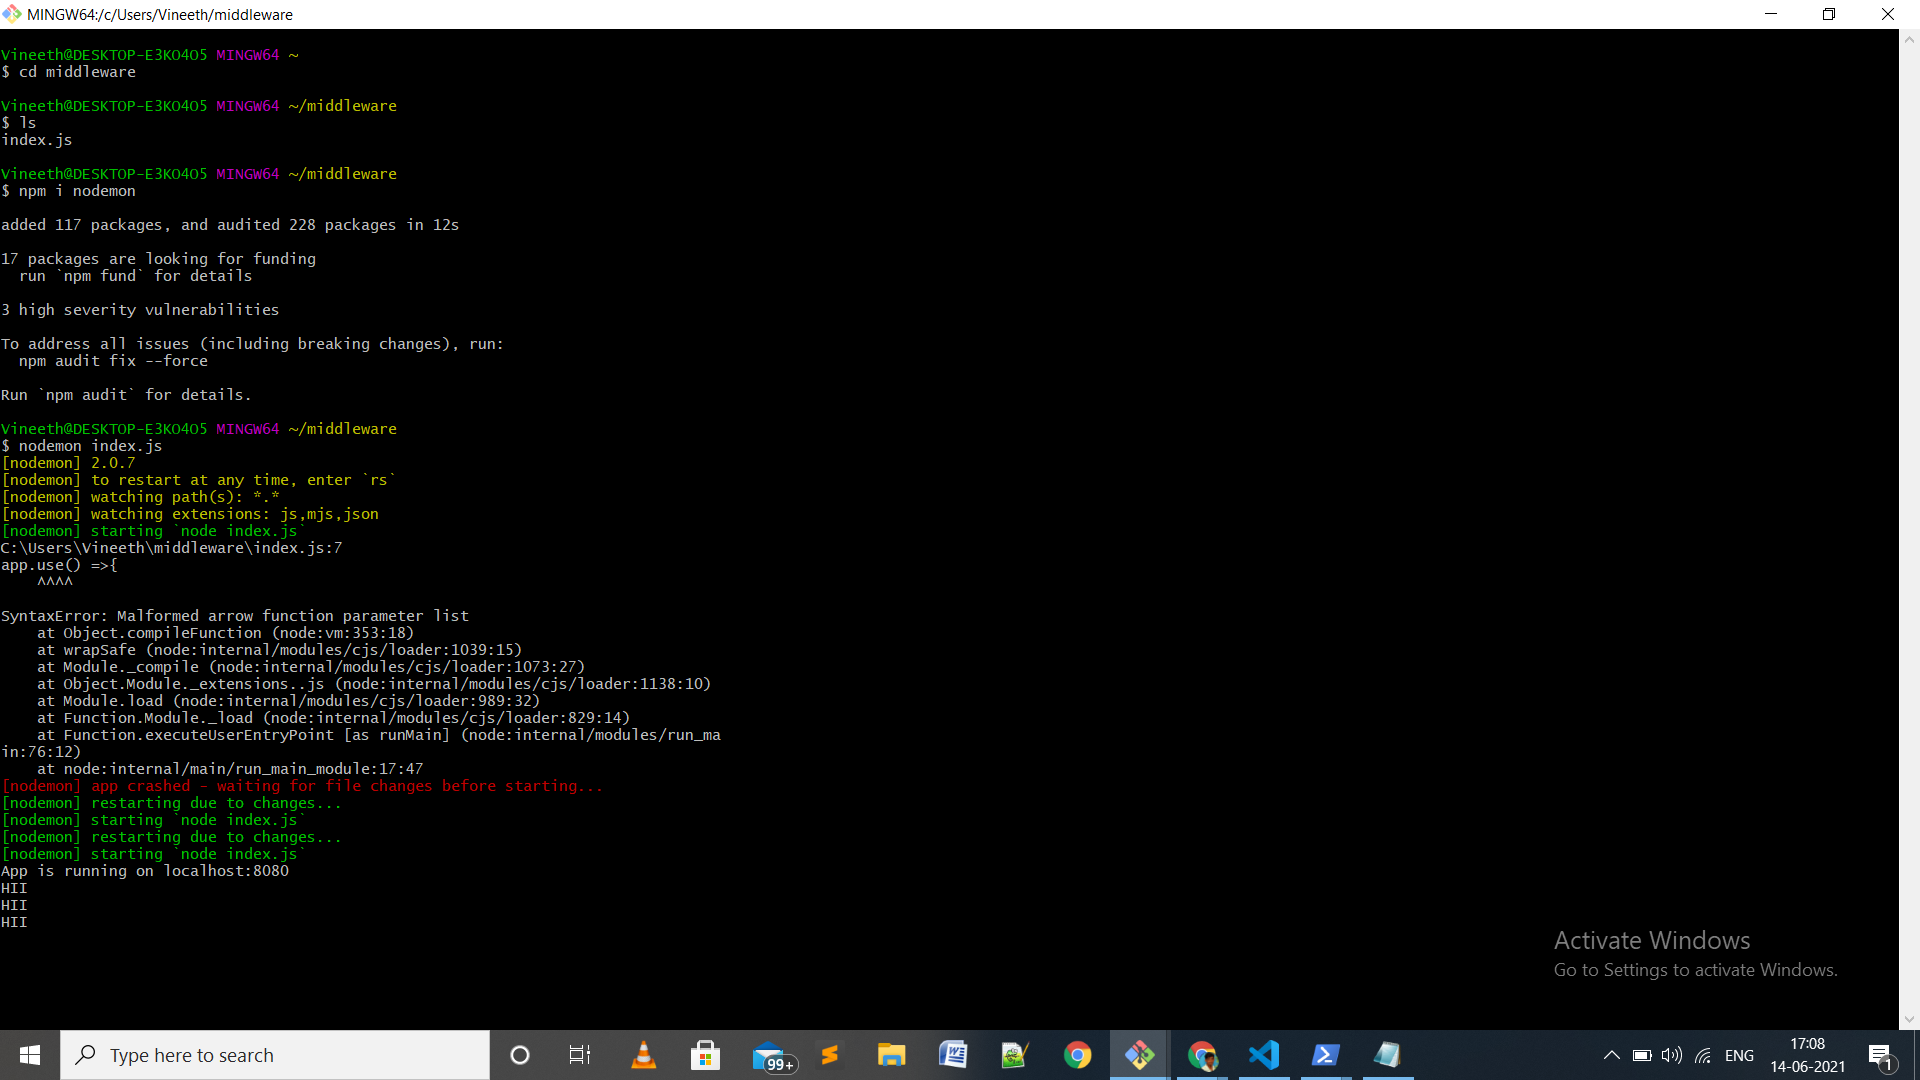 MINGW64:/c/Users/Vineeth/middleware
Vineeth@DESKTOP-E3KO4O5 MINGW64 ~
$ cd middleware
Vineeth@DESKTOP-E3KO4O5 MINGW64 ~/middleware
$ ls
index.js
Vineeth@DESKTOP-E3KO4O5 MINGW64 ~/middleware
$ npm i nodemon
added 117 packages, and audited 228 packages in 12s
17 packages are looking for funding
  run `npm fund` for details
3 high severity vulnerabilities
To address all issues (including breaking changes), run:
  npm audit fix --force
Run `npm audit` for details.
Vineeth@DESKTOP-E3KO4O5 MINGW64 ~/middleware
$ nodemon index.js
[nodemon] 2.0.7
[nodemon] to restart at any time, enter `rs`
[nodemon] watching path(s): *.*
[nodemon] watching extensions: js,mjs,json
[nodemon] starting `node index.js`
C:\Users\Vineeth\middleware\index.js:7
app.use() =>{
    ^^^^
SyntaxError: Malformed arrow function parameter list
    at Object.compileFunction (node:vm:353:18)
    at wrapSafe (node:internal/modules/cjs/loader:1039:15)
    at Module._compile (node:internal/modules/cjs/loader:1073:27)
    at Object.Module._extensions..js (node:internal/modules/cjs/loader:1138:10)
    at Module.load (node:internal/modules/cjs/loader:989:32)
    at Function.Module._load (node:internal/modules/cjs/loader:829:14)
    at Function.executeUserEntryPoint [as runMain] (node:internal/modules/run_ma
in:76:12)
    at node:internal/main/run_main_module:17:47
[nodemon] app crashed - waiting for file changes before starting...
[nodemon] restarting due to changes...
[nodemon] starting `node index.js`
[nodemon] restarting due to changes...
[nodemon] starting `node index.js`
App is running on localhost:8080
HII
HII
HII
Activate Windows
Go to Settings to activate Windows.
Type here to search
99+
ENG
17:08
14-06-2021
1